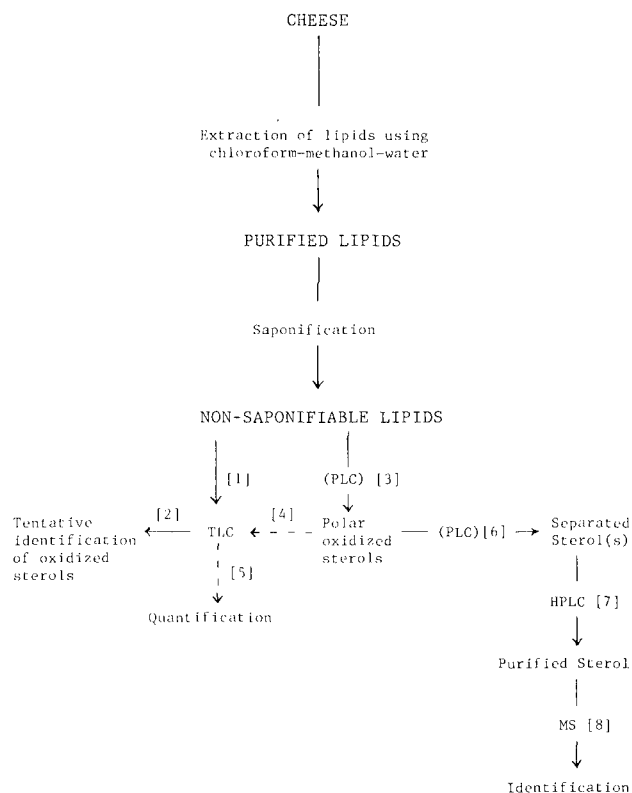 CHEESE
Extraction of lipids using
chloroform-methanol-water
PURIFIED LIPIDS
Saponification
NON-SAPONIFIABLE LIPIDS
[1]
(PLC) [3]
Tentative
identification
of oxidized
sterols
[2]
TLC
[4]
Polar
oxidized
sterols
(PLC)[6]
Separated
Sterol(s)
[5]
Quantification
HPLC [7]
Purified Sterol
MS [8]
Identification